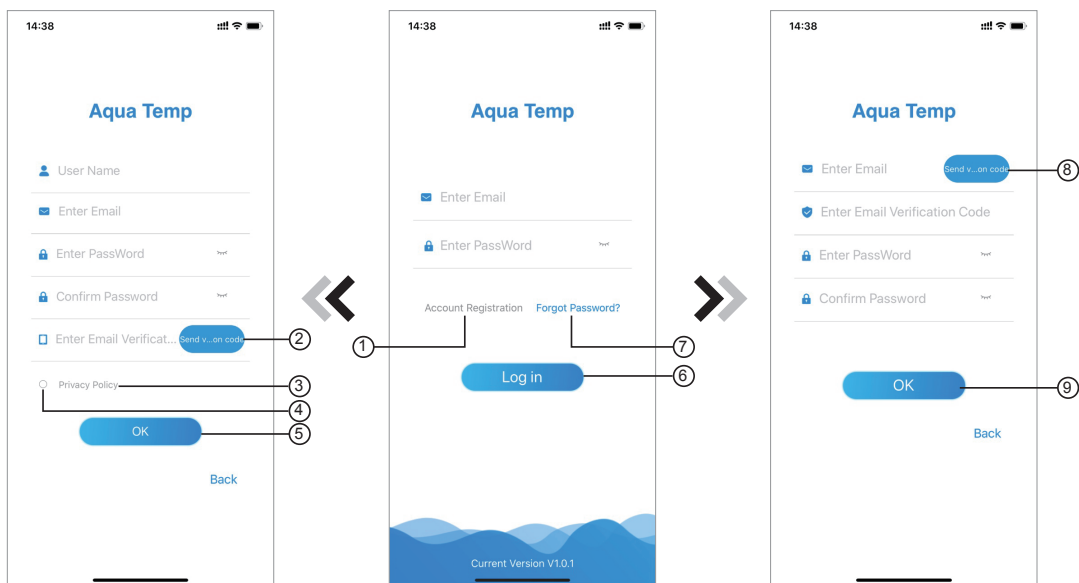 14:38
Aqua Temp
User Name
Enter Email
Enter PassWord
Confirm Password
Enter Email Verificat...
Send v...on code
②
Privacy Policy
③
④
OK
⑤
Back
14:38
Aqua Temp
Enter Email
Enter PassWord
Account Registration
Forgot Password?
①
⑦
Log in
⑥
Current Version V1.0.1
14:38
Aqua Temp
Enter Email
Send v...on code
⑧
Enter Email Verification Code
Enter PassWord
Confirm Password
OK
⑨
Back